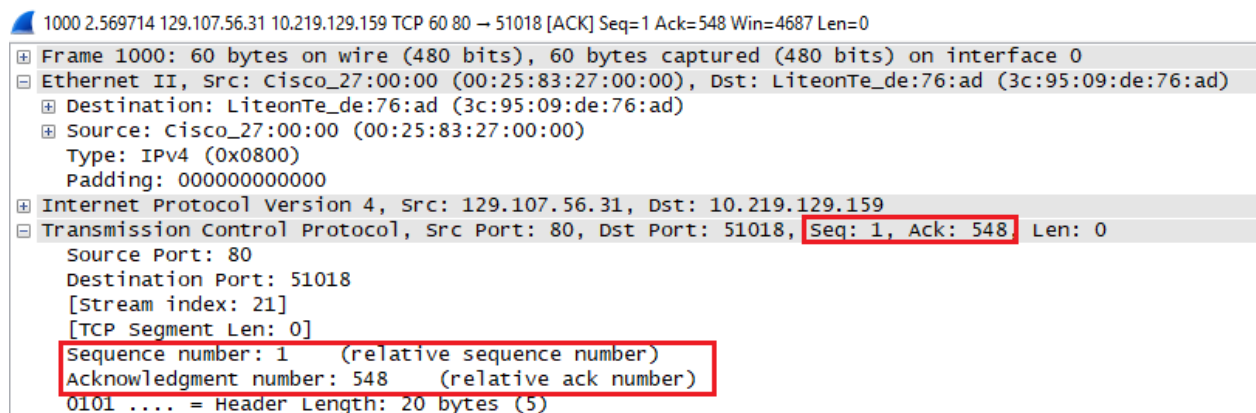 1000 2.569714 129.107.56.31 10.219.129.159 TCP 60 80 → 51018 [ACK] Seq=1 Ack=548 Win=4687 Len=0
Frame 1000: 60 bytes on wire (480 bits), 60 bytes captured (480 bits) on interface 0
Ethernet II, Src: Cisco_27:00:00 (00:25:83:27:00:00), Dst: LiteonTe_de:76:ad (3c:95:09:de:76:ad)
Destination: LiteonTe_de:76:ad (3c:95:09:de:76:ad)
Source: Cisco_27:00:00 (00:25:83:27:00:00)
Type: IPv4 (0x0800)
Padding: 000000000000
Internet Protocol Version 4, Src: 129.107.56.31, Dst: 10.219.129.159
Transmission Control Protocol, Src Port: 80, Dst Port: 51018, Seq: 1, Ack: 548, Len: 0
Source Port: 80
Destination Port: 51018
[Stream index: 21]
[TCP Segment Len: 0]
Sequence number: 1    (relative sequence number)
Acknowledgment number: 548    (relative ack number)
0101 .... = Header Length: 20 bytes (5)